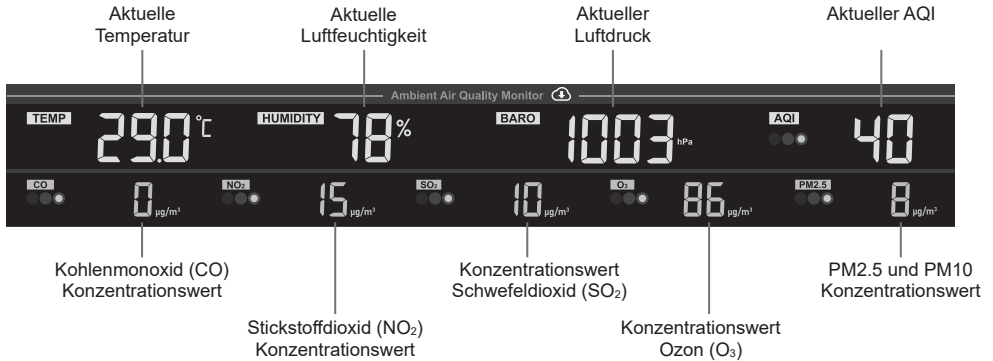 Aktuelle
Temperatur
Aktuelle
Luftfeuchtigkeit
Aktueller
Luftdruck
Aktueller AQI
Ambient Air Quality Monitor
TEMP 29.0 °C HUMIDITY 78 % BARO 1003 hPa AQI 40
CO 0 µg/m³ NO₂ 15 µg/m³ SO₂ 10 µg/m³ O₃ 86 µg/m³ PM2.5 8 µg/m³
Kohlenmonoxid (CO)
Konzentrationswert
Konzentrationswert
Schwefeldioxid (SO₂)
PM2.5 und PM10
Konzentrationswert
Stickstoffdioxid (NO₂)
Konzentrationswert
Konzentrationswert
Ozon (O₃)